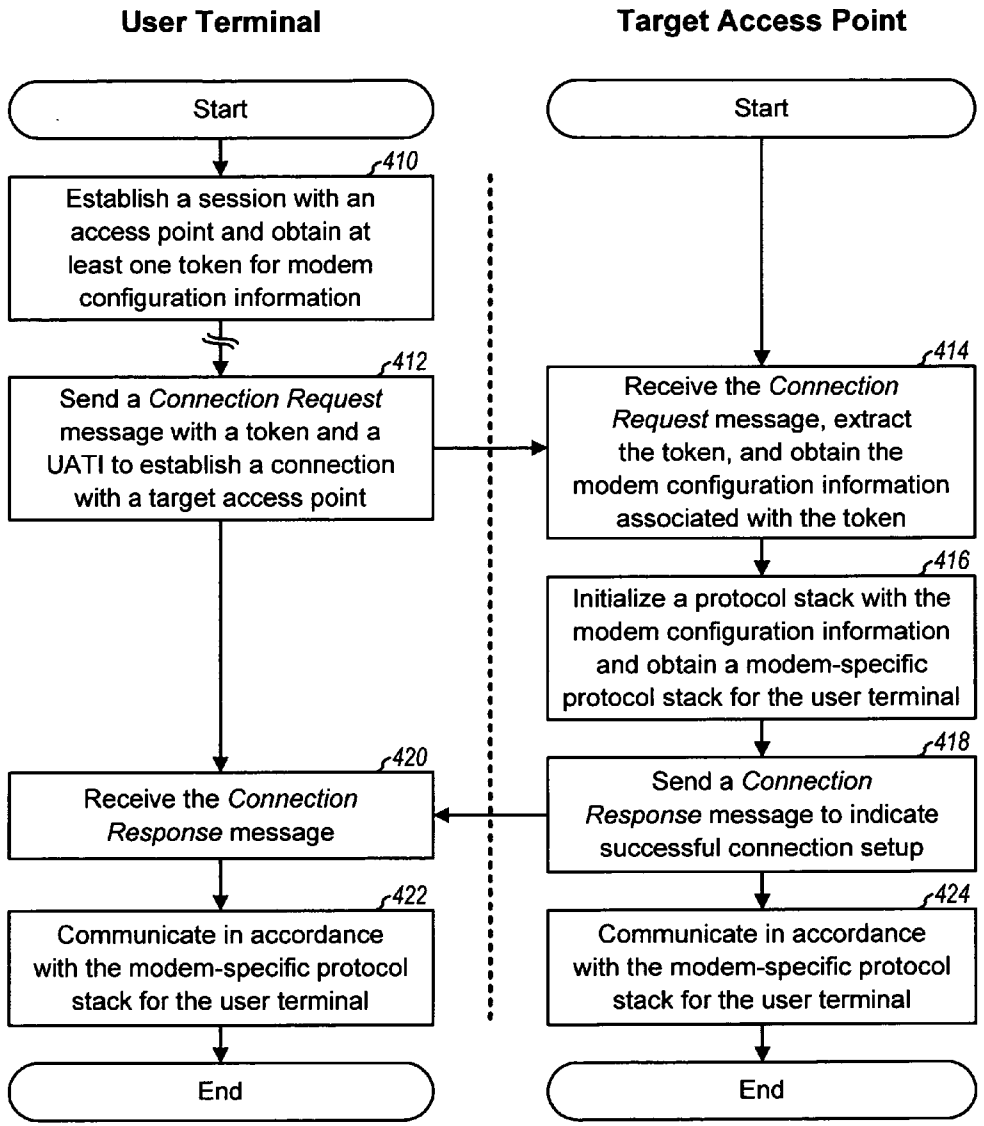 User Terminal
Target Access Point
Start
Start
410
Establish a session with an
access point and obtain at
least one token for modem
configuration information
412
Send a Connection Request
message with a token and a
UATI to establish a connection
with a target access point
414
Receive the Connection
Request message, extract
the token, and obtain the
modem configuration information
associated with the token
416
Initialize a protocol stack with the
modem configuration information
and obtain a modem-specific
protocol stack for the user terminal
418
Send a Connection
Response message to indicate
successful connection setup
420
Receive the Connection
Response message
422
Communicate in accordance
with the modem-specific protocol
stack for the user terminal
424
Communicate in accordance
with the modem-specific protocol
stack for the user terminal
End
End